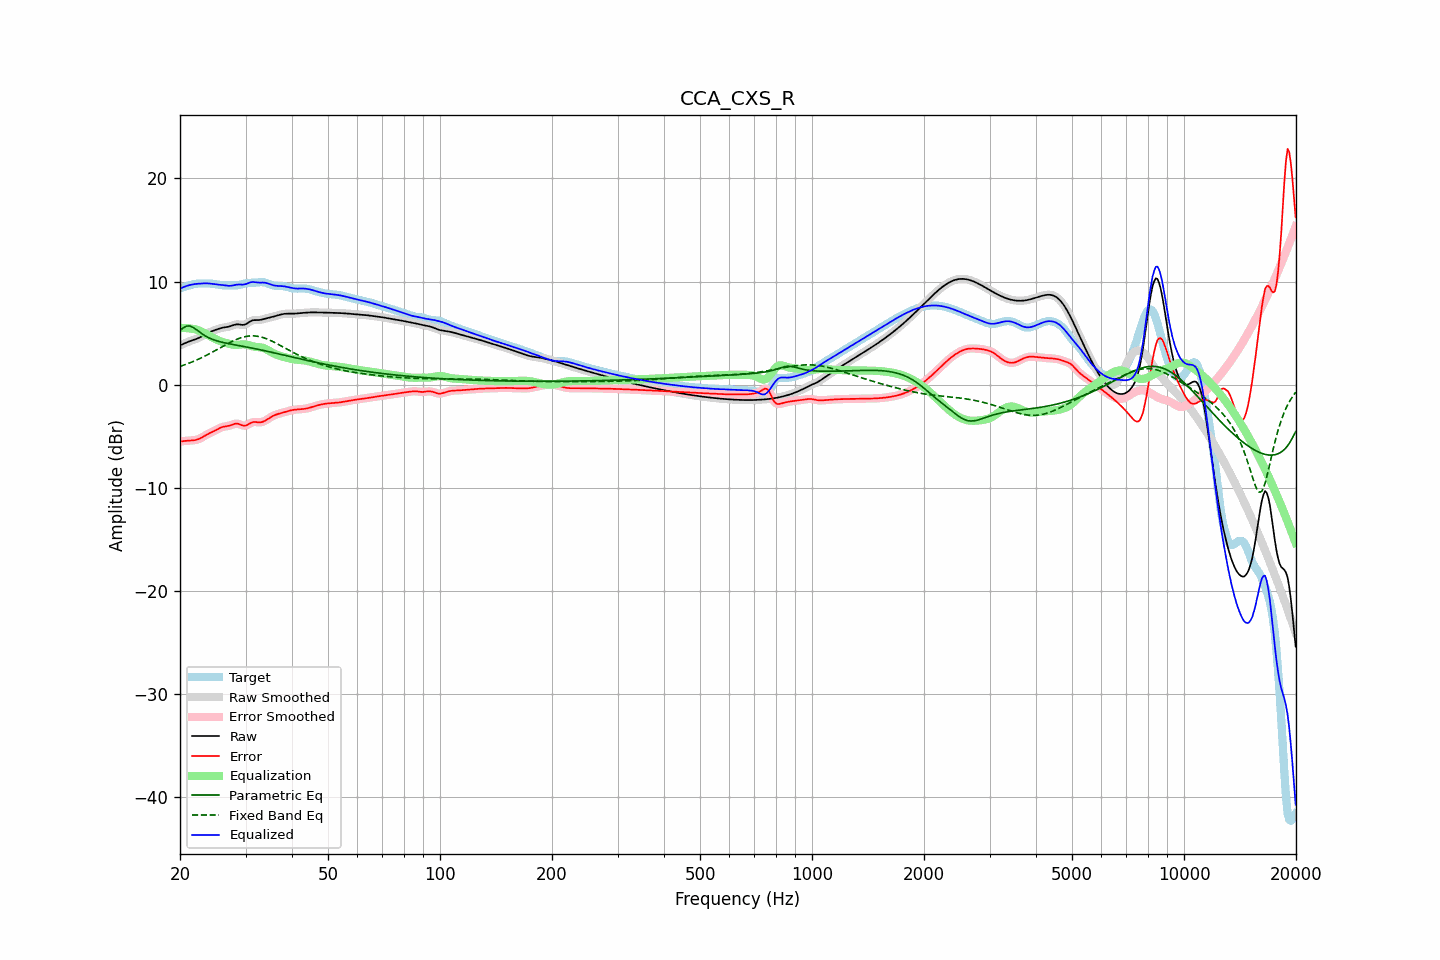 CCA_CXS_R
Amplitude (dBr)
20
10
0
−10
−20
−30
−40
Target
Raw Smoothed
Error Smoothed
Raw
Error
Equalization
Parametric Eq
Fixed Band Eq
Equalized
20 50 100 200 500 1000 2000 5000 10000 20000
Frequency (Hz)